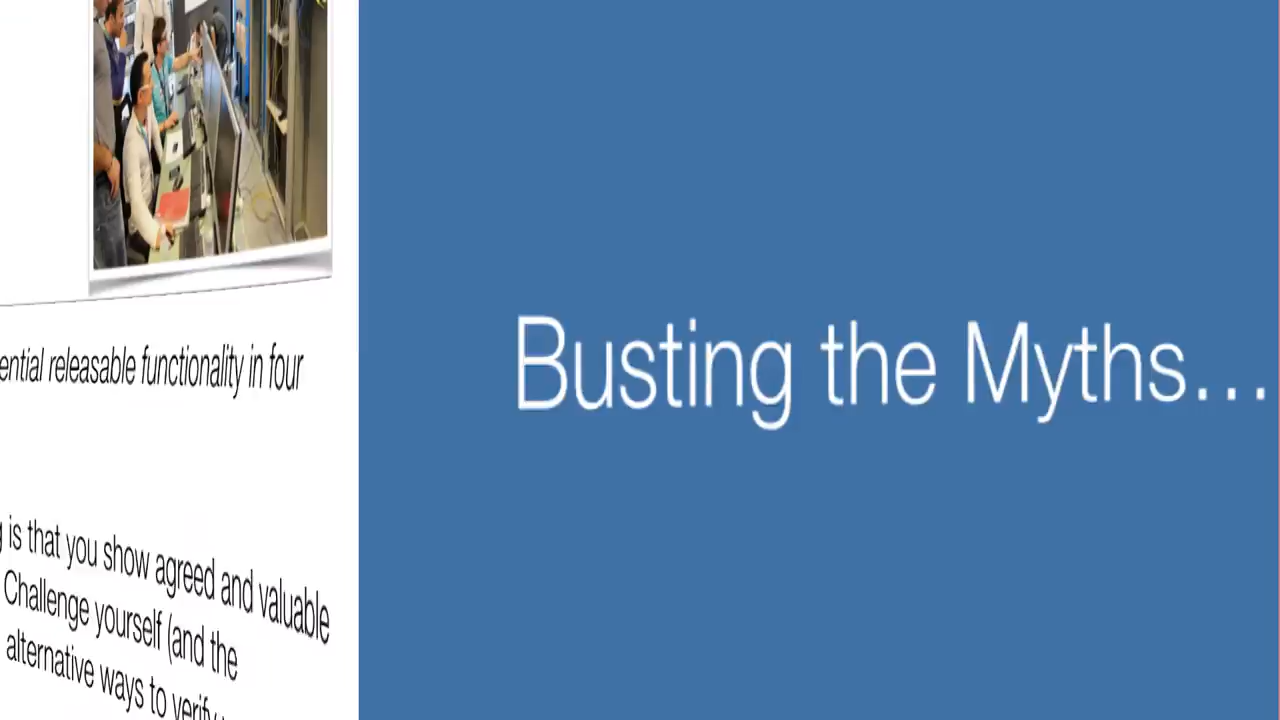 ential releasable functionality in four
is that you show agreed and valuable
Challenge yourself (and the
alternative ways to verify
Busting the Myths...